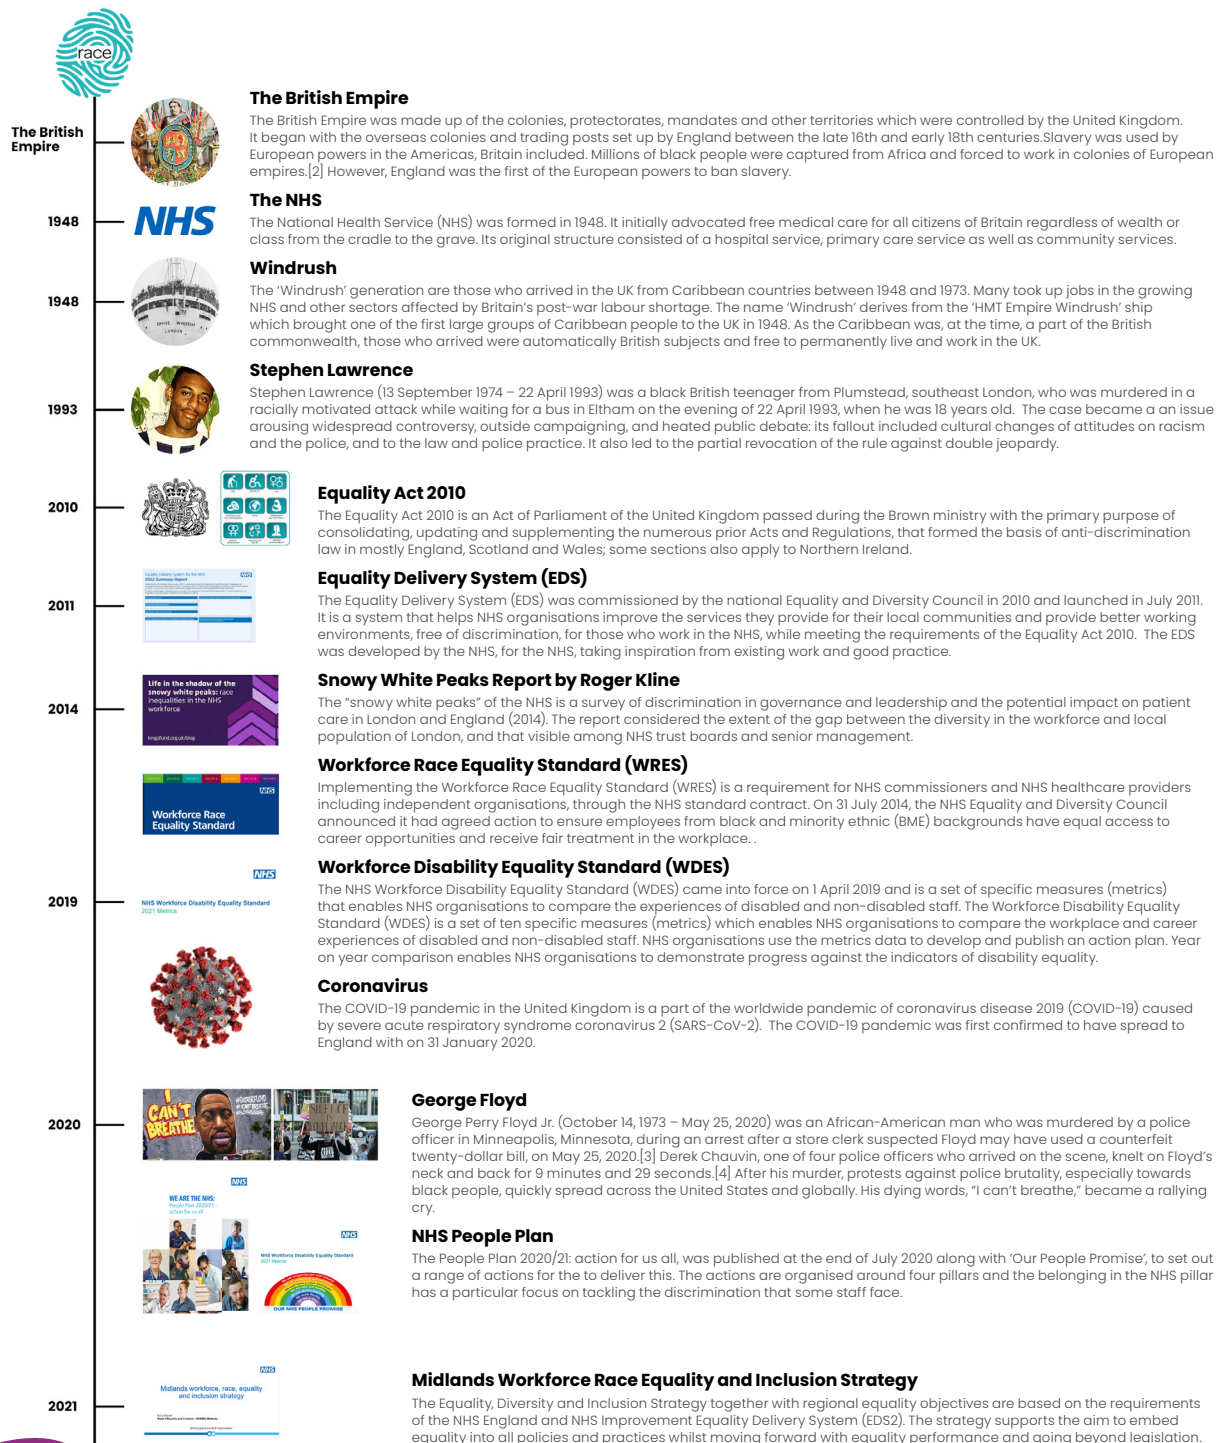 race
The British Empire
The British
Empire
The British Empire was made up of the colonies, protectorates, mandates and other territories which were controlled by the United Kingdom.
It began with the overseas colonies and trading posts set up by England between the late 16th and early 18th centuries.Slavery was used by
European powers in the Americas, Britain included. Millions of black people were captured from Africa and forced to work in colonies of European
empires.[2] However, England was the first of the European powers to ban slavery.
The NHS
1948
NHS
The National Health Service (NHS) was formed in 1948. It initially advocated free medical care for all citizens of Britain regardless of wealth or
class from the cradle to the grave. Its original structure consisted of a hospital service, primary care service as well as community services.
Windrush
1948
EMPIRE WINDRUSH
LONDON
The 'Windrush' generation are those who arrived in the UK from Caribbean countries between 1948 and 1973. Many took up jobs in the growing
NHS and other sectors affected by Britain's post-war labour shortage. The name 'Windrush' derives from the 'HMT Empire Windrush' ship
which brought one of the first large groups of Caribbean people to the UK in 1948. As the Caribbean was, at the time, a part of the British
commonwealth, those who arrived were automatically British subjects and free to permanently live and work in the UK.
Stephen Lawrence
1993
Stephen Lawrence (13 September 1974 – 22 April 1993) was a black British teenager from Plumstead, southeast London, who was murdered in a
racially motivated attack while waiting for a bus in Eltham on the evening of 22 April 1993, when he was 18 years old.  The case became a an issue
arousing widespread controversy, outside campaigning, and heated public debate: its fallout included cultural changes of attitudes on racism
and the police, and to the law and police practice. It also led to the partial revocation of the rule against double jeopardy.
Equality Act 2010
2010
The Equality Act 2010 is an Act of Parliament of the United Kingdom passed during the Brown ministry with the primary purpose of
consolidating, updating and supplementing the numerous prior Acts and Regulations, that formed the basis of anti-discrimination
law in mostly England, Scotland and Wales; some sections also apply to Northern Ireland.
Equality Delivery System (EDS)
2011
Equality Delivery System for the NHS
EDS2 Summary Report
NHS
The Equality Delivery System (EDS) was commissioned by the national Equality and Diversity Council in 2010 and launched in July 2011.
It is a system that helps NHS organisations improve the services they provide for their local communities and provide better working
environments, free of discrimination, for those who work in the NHS, while meeting the requirements of the Equality Act 2010.  The EDS
was developed by the NHS, for the NHS, taking inspiration from existing work and good practice.
Snowy White Peaks Report by Roger Kline
2014
Life in the shadow of the
snowy white peaks: race
inequalities in the NHS
workforce
kingsfund.org.uk/blog
The "snowy white peaks" of the NHS is a survey of discrimination in governance and leadership and the potential impact on patient
care in London and England (2014). The report considered the extent of the gap between the diversity in the workforce and local
population of London, and that visible among NHS trust boards and senior management.
Workforce Race Equality Standard (WRES)
NHS
Workforce Race
Equality Standard
Implementing the Workforce Race Equality Standard (WRES) is a requirement for NHS commissioners and NHS healthcare providers
including independent organisations, through the NHS standard contract. On 31 July 2014, the NHS Equality and Diversity Council
announced it had agreed action to ensure employees from black and minority ethnic (BME) backgrounds have equal access to
career opportunities and receive fair treatment in the workplace. .
Workforce Disability Equality Standard (WDES)
2019
NHS
NHS Workforce Disability Equality Standard
2021 Metrics
The NHS Workforce Disability Equality Standard (WDES) came into force on 1 April 2019 and is a set of specific measures (metrics)
that enables NHS organisations to compare the experiences of disabled and non-disabled staff. The Workforce Disability Equality
Standard (WDES) is a set of ten specific measures (metrics) which enables NHS organisations to compare the workplace and career
experiences of disabled and non-disabled staff. NHS organisations use the metrics data to develop and publish an action plan. Year
on year comparison enables NHS organisations to demonstrate progress against the indicators of disability equality.
Coronavirus
The COVID-19 pandemic in the United Kingdom is a part of the worldwide pandemic of coronavirus disease 2019 (COVID-19) caused
by severe acute respiratory syndrome coronavirus 2 (SARS-CoV-2).  The COVID-19 pandemic was first confirmed to have spread to
England with on 31 January 2020.
George Floyd
2020
I
CAN'T
BREATHE
SILENCE
IS
VIOLENCE
George Perry Floyd Jr. (October 14, 1973 – May 25, 2020) was an African-American man who was murdered by a police
officer in Minneapolis, Minnesota, during an arrest after a store clerk suspected Floyd may have used a counterfeit
twenty-dollar bill, on May 25, 2020.[3] Derek Chauvin, one of four police officers who arrived on the scene, knelt on Floyd's
neck and back for 9 minutes and 29 seconds.[4] After his murder, protests against police brutality, especially towards
black people, quickly spread across the United States and globally. His dying words, "I can't breathe," became a rallying
cry.
NHS People Plan
NHS
WE ARE THE NHS:
People Plan 2020/21 -
action for us all
NHS
NHS Workforce Disability Equality Standard
2021 Metrics
OUR NHS PEOPLE PROMISE
The People Plan 2020/21: action for us all, was published at the end of July 2020 along with 'Our People Promise', to set out
a range of actions for the to deliver this. The actions are organised around four pillars and the belonging in the NHS pillar
has a particular focus on tackling the discrimination that some staff face.
Midlands Workforce Race Equality and Inclusion Strategy
2021
NHS
Midlands workforce, race, equality
and inclusion strategy
The Equality, Diversity and Inclusion Strategy together with regional equality objectives are based on the requirements
of the NHS England and NHS Improvement Equality Delivery System (EDS2). The strategy supports the aim to embed
equality into all policies and practices whilst moving forward with equality performance and going beyond legislation.